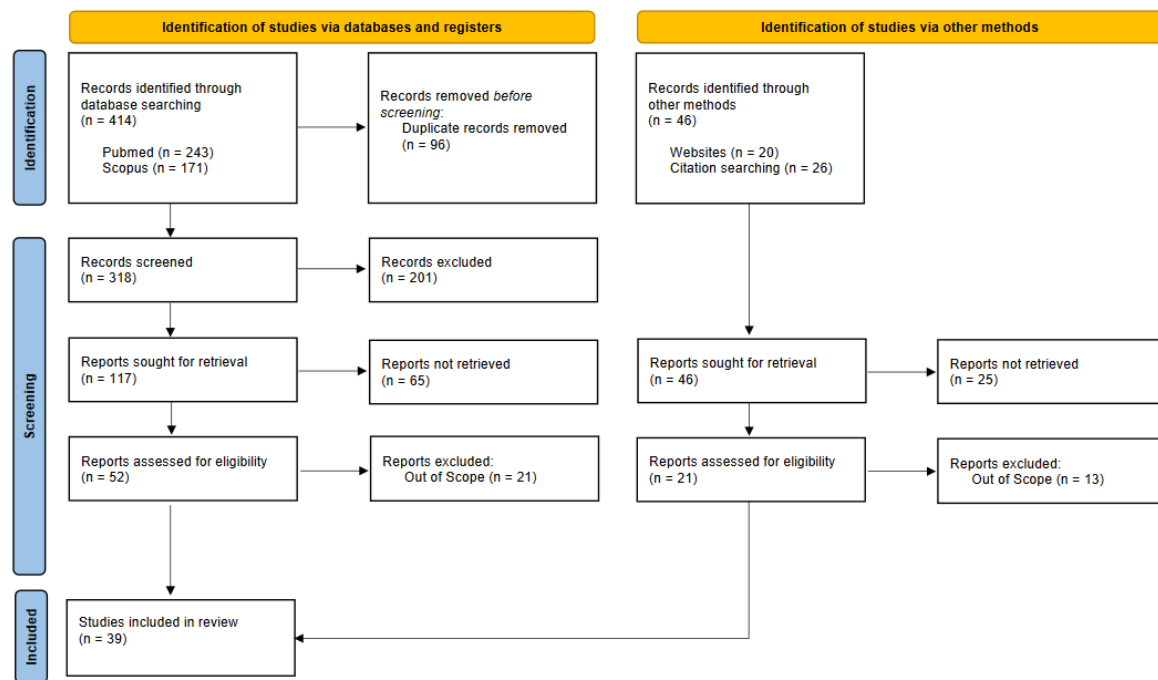 Identification of studies via databases and registers
Identification of studies via other methods
Identification
Records identified through
database searching
(n = 414)
Pubmed (n = 243)
Scopus (n = 171)
Records removed before
screening:
Duplicate records removed
(n = 96)
Records identified through
other methods
(n = 46)
Websites (n = 20)
Citation searching (n = 26)
Screening
Records screened
(n = 318)
Records excluded
(n = 201)
Reports sought for retrieval
(n = 117)
Reports not retrieved
(n = 65)
Reports sought for retrieval
(n = 46)
Reports not retrieved
(n = 25)
Reports assessed for eligibility
(n = 52)
Reports excluded:
Out of Scope (n = 21)
Reports assessed for eligibility
(n = 21)
Reports excluded:
Out of Scope (n = 13)
Included
Studies included in review
(n = 39)